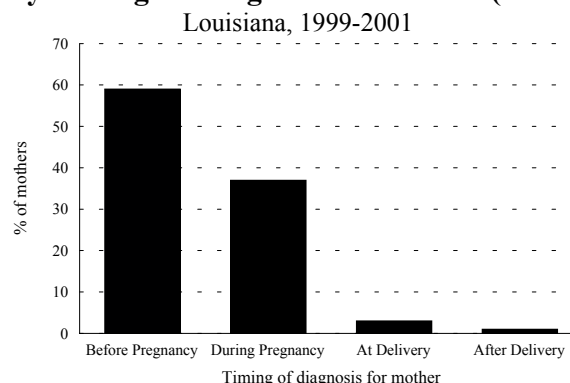 Louisiana, 1999-2001
70
60
50
40
30
20
10
0
% of mothers
Before Pregnancy During Pregnancy At Delivery After Delivery
Timing of diagnosis for mother